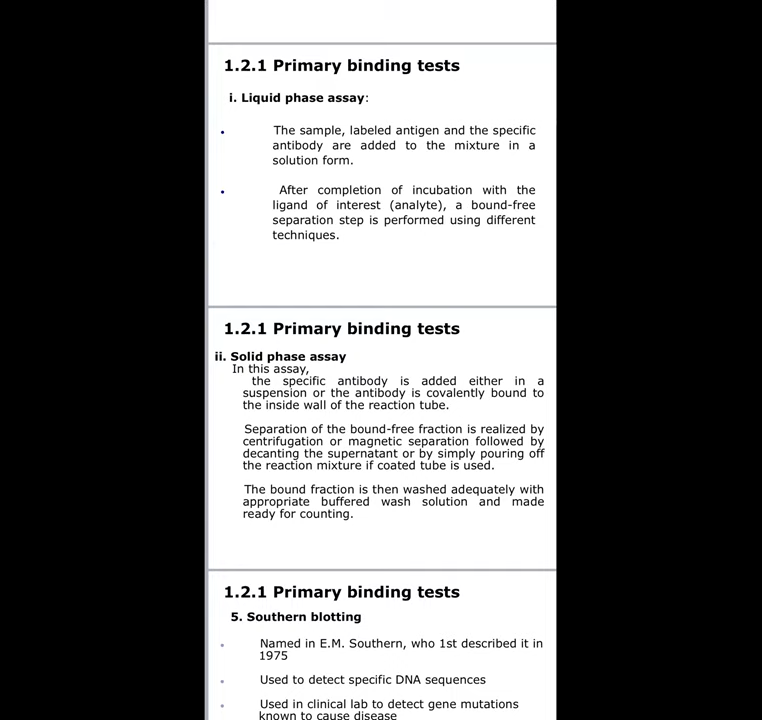 1.2.1 Primary binding tests
i. Liquid phase assay:
• The sample, labeled antigen and the specific
antibody are added to the mixture in a
solution form.
• After completion of incubation with the
ligand of interest (analyte), a bound-free
separation step is performed using different
techniques.
1.2.1 Primary binding tests
ii. Solid phase assay
In this assay,
the specific antibody is added either in a
suspension or the antibody is covalently bound to
the inside wall of the reaction tube.
Separation of the bound-free fraction is realized by
centrifugation or magnetic separation followed by
decanting the supernatant or by simply pouring off
the reaction mixture if coated tube is used.
The bound fraction is then washed adequately with
appropriate buffered wash solution and made
ready for counting.
1.2.1 Primary binding tests
5. Southern blotting
• Named in E.M. Southern, who 1st described it in
1975
• Used to detect specific DNA sequences
• Used in clinical lab to detect gene mutations
known to cause disease